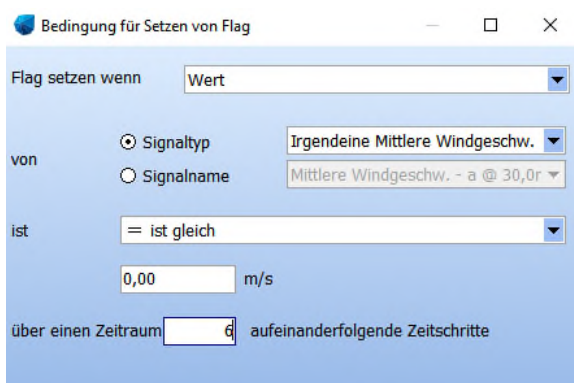 Bedingung für Setzen von Flag
Flag setzen wenn Wert
von
Signaltyp Irgendeine Mittlere Windgeschw.
Signalname Mittlere Windgeschw. - a @ 30,0r
ist = ist gleich
0,00 m/s
über einen Zeitraum 6 aufeinanderfolgende Zeitschritte